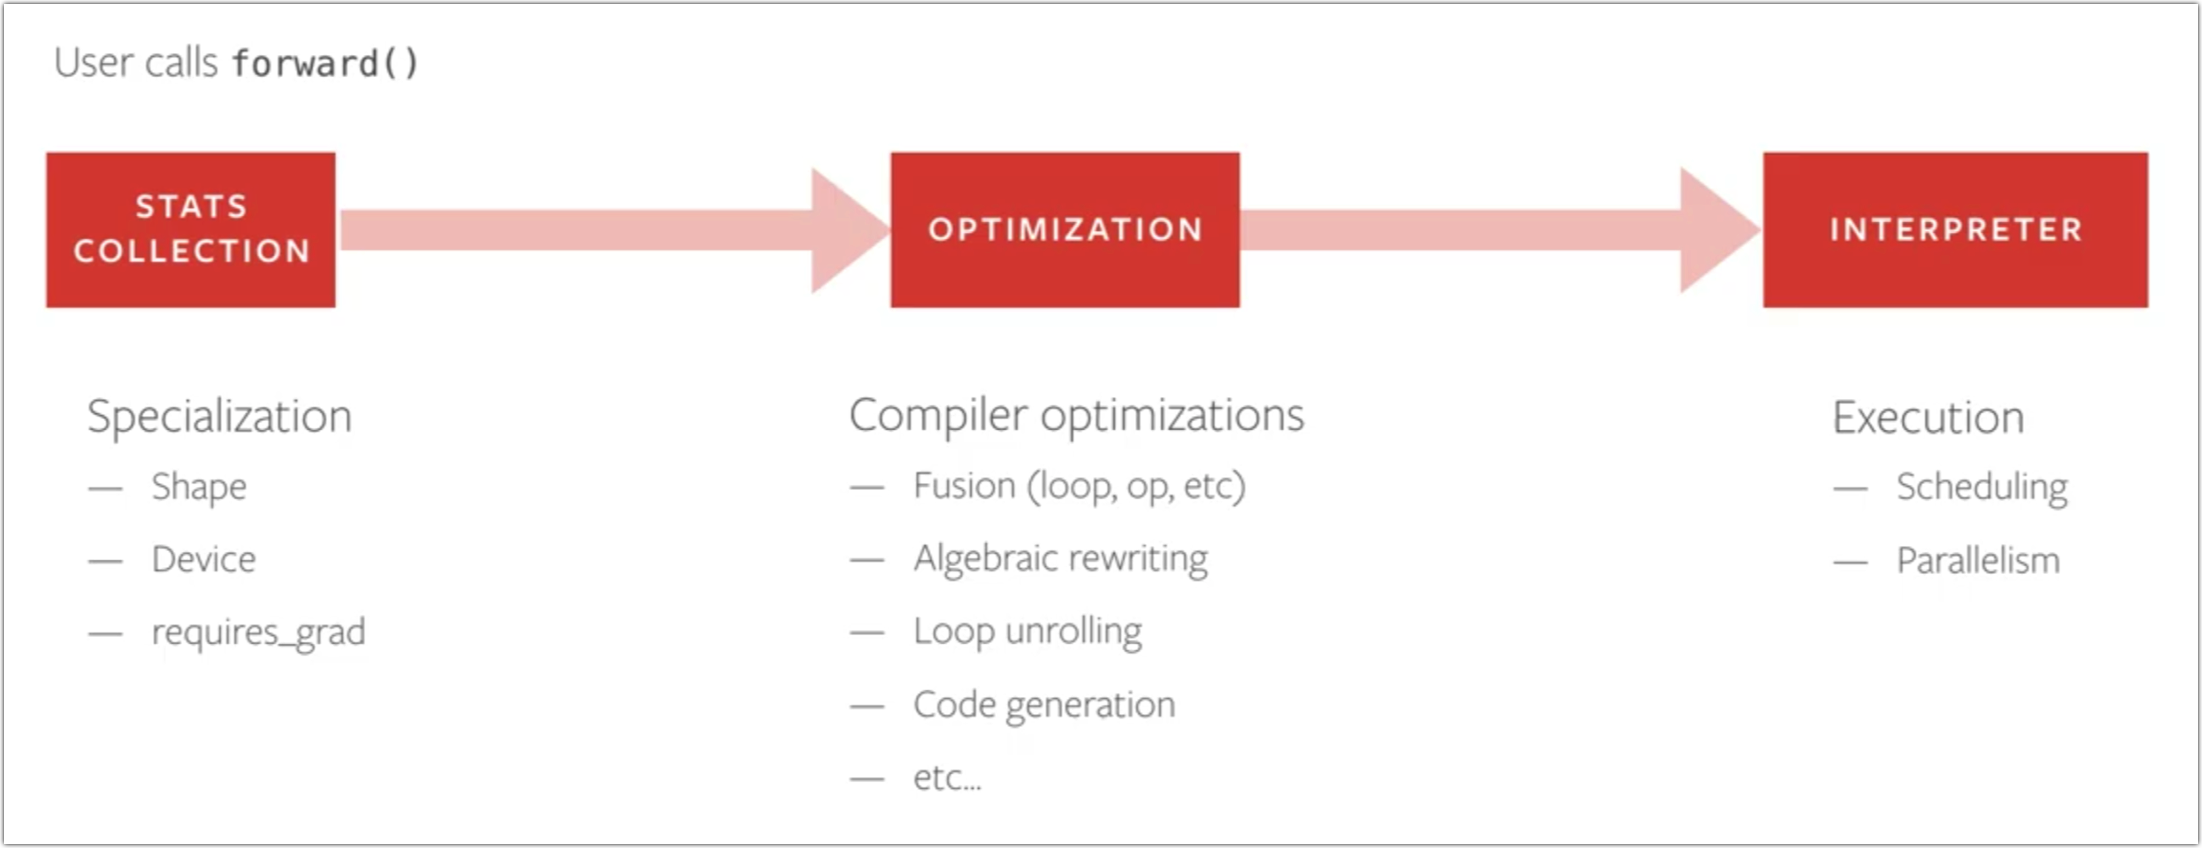 User calls forward()
STATS
COLLECTION
OPTIMIZATION
INTERPRETER
Specialization
— Shape
— Device
— requires_grad
Compiler optimizations
— Fusion (loop, op, etc)
— Algebraic rewriting
— Loop unrolling
— Code generation
— etc...
Execution
— Scheduling
— Parallelism